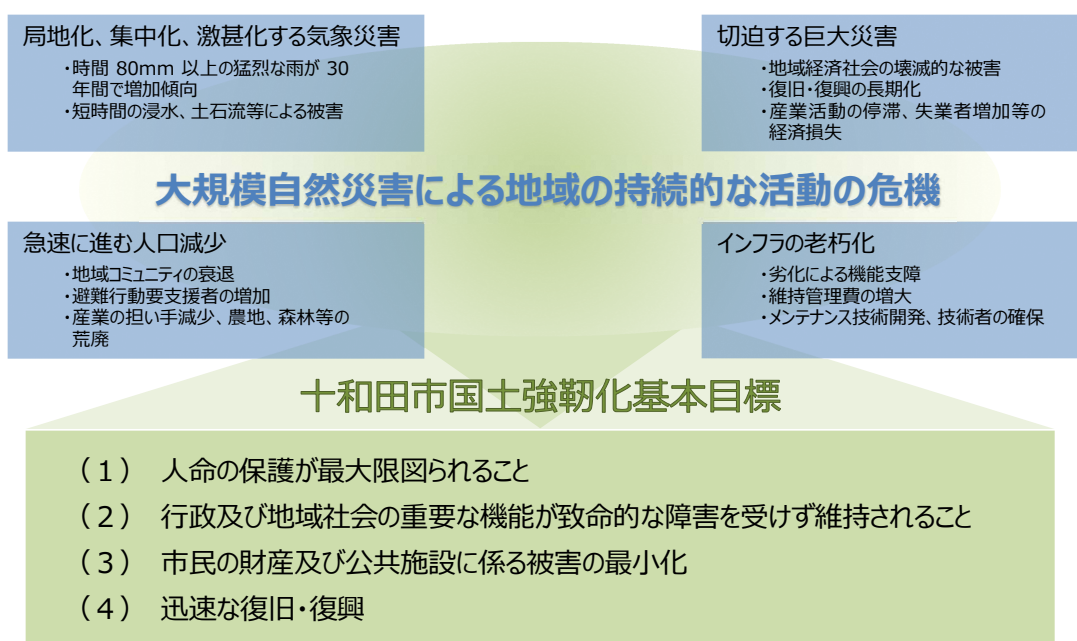 局地化、集中化、激甚化する気象災害
・時間 80mm 以上の猛烈な雨が 30
年間で増加傾向
・短時間の浸水、土石流等による被害
切迫する巨大災害
・地域経済社会の壊滅的な被害
・復旧・復興の長期化
・産業活動の停滞、失業者増加等の
経済損失
大規模自然災害による地域の持続的な活動の危機
急速に進む人口減少
・地域コミュニティの衰退
・避難行動要支援者の増加
・産業の担い手減少、農地、森林等の
荒廃
インフラの老朽化
・劣化による機能支障
・維持管理費の増大
・メンテナンス技術開発、技術者の確保
十和田市国土強靭化基本目標
（１） 人命の保護が最大限図られること
（２） 行政及び地域社会の重要な機能が致命的な障害を受けず維持されること
（３） 市民の財産及び公共施設に係る被害の最小化
（４） 迅速な復旧・復興